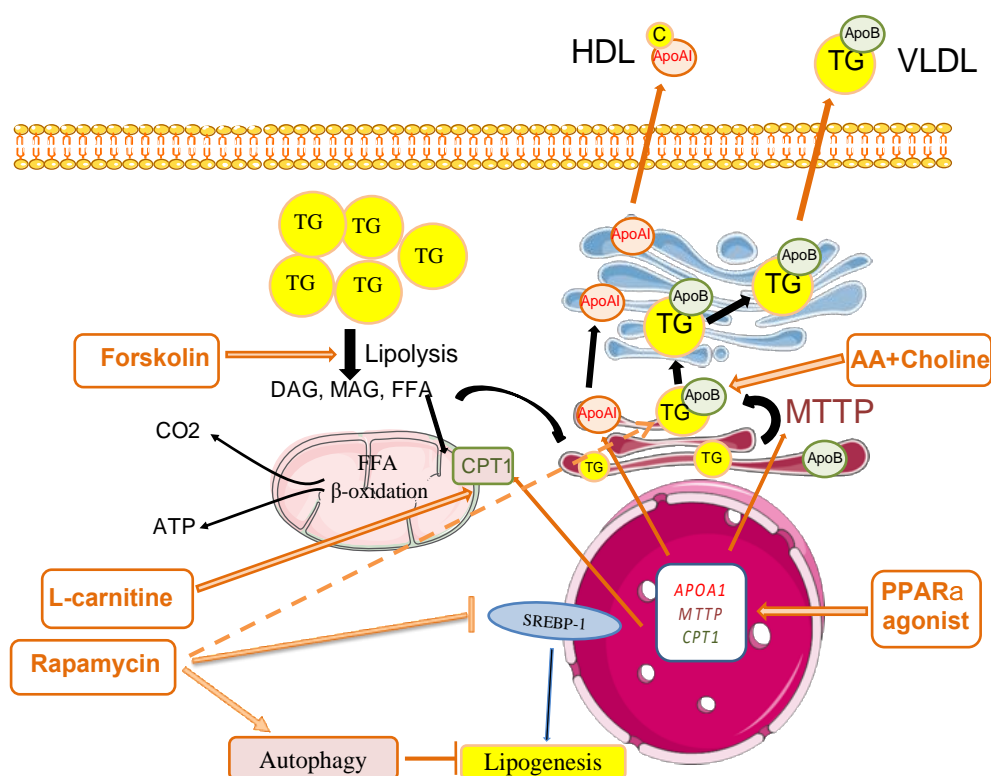 HDL
C
ApoAI
ApoB
TG
VLDL
TG
TG
TG
TG
TG
ApoAI
ApoB
TG
ApoAI
ApoB
TG
Forskolin
Lipolysis
AA+Choline
DAG, MAG, FFA
ApoAI
ApoB
TG
MTTP
CO2
FFA
β-oxidation
CPT1
TG
TG
ApoB
ATP
L-carnitine
APOA1
MTTP
CPT1
PPARa
agonist
SREBP-1
Rapamycin
Autophagy
Lipogenesis